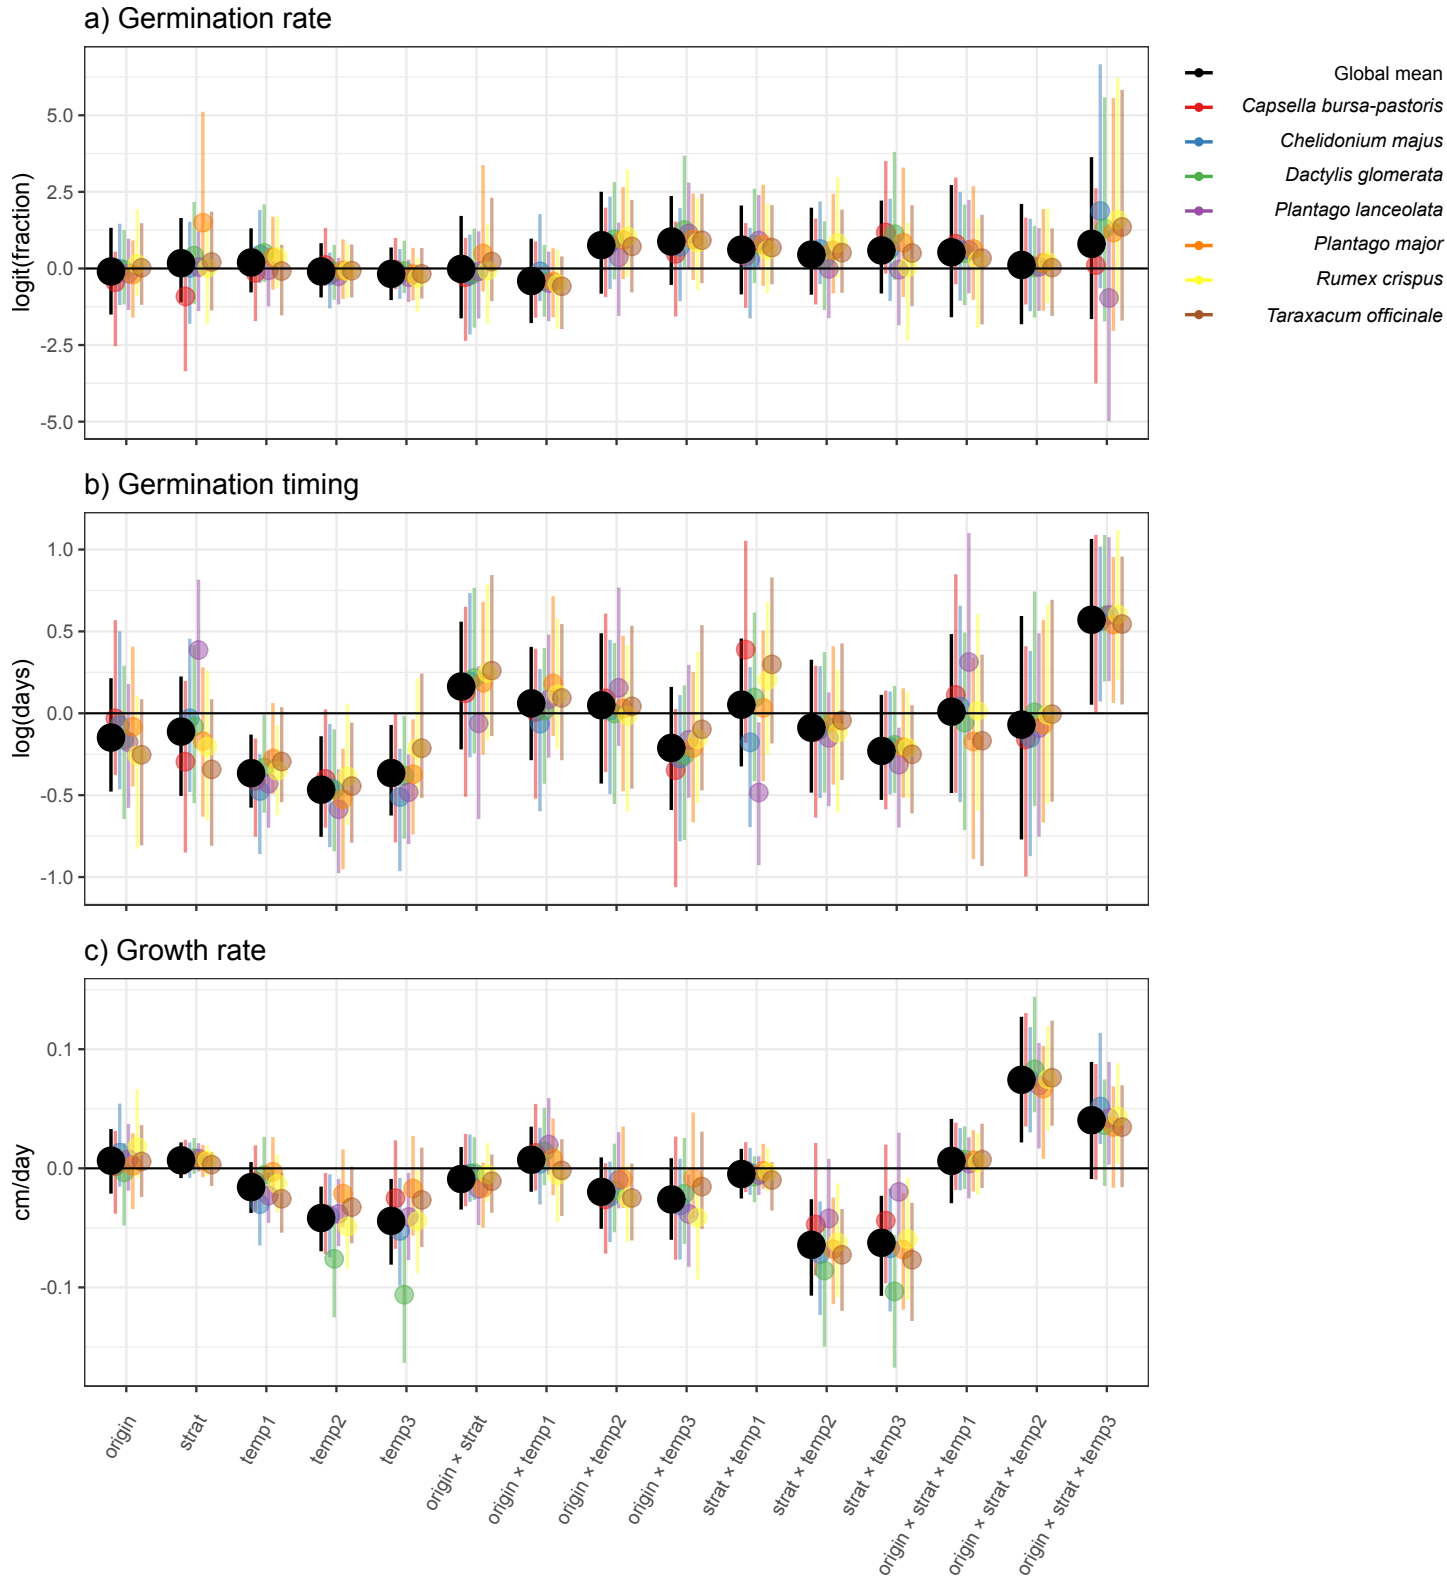 a) Germination rate
logit(fraction)
5.0
2.5
0.0
-2.5
-5.0
Global mean
Capsella bursa-pastoris
Chelidonium majus
Dactylis glomerata
Plantago lanceolata
Plantago major
Rumex crispus
Taraxacum officinale
b) Germination timing
log(days)
1.0
0.5
0.0
-0.5
-1.0
c) Growth rate
cm/day
0.1
0.0
-0.1
origin
strat
temp1
temp2
temp3
origin × strat
origin × temp1
origin × temp2
origin × temp3
strat × temp1
strat × temp2
strat × temp3
origin × strat × temp1
origin × strat × temp2
origin × strat × temp3